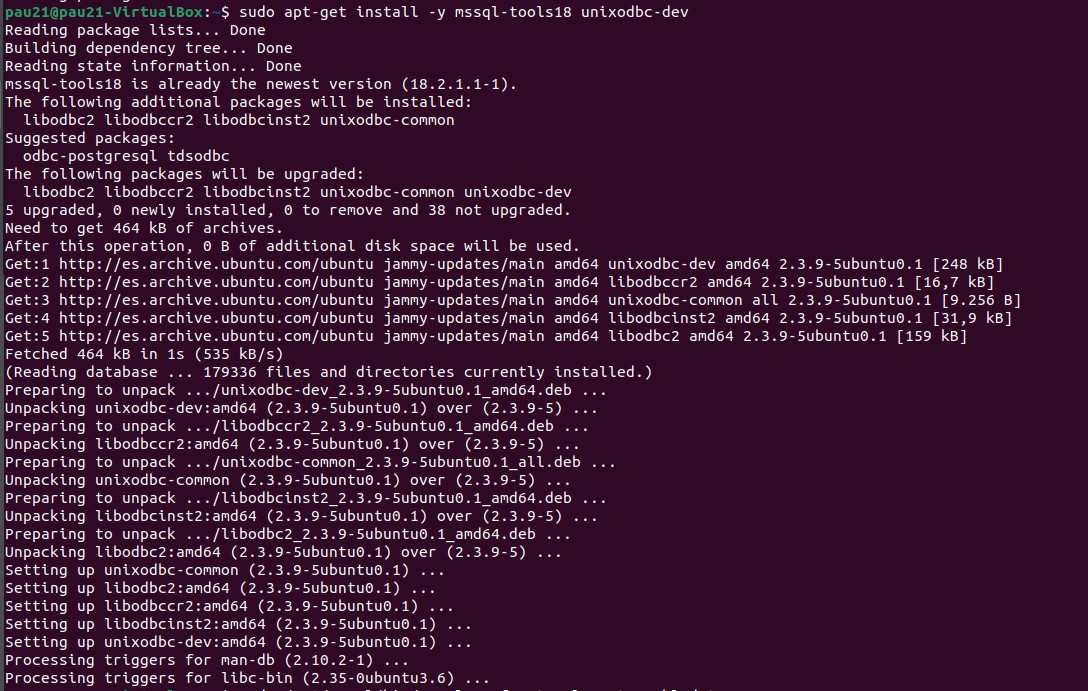 pau21@pau21-VirtualBox:~$ sudo apt-get install -y mssql-tools18 unixodbc-dev
Reading package lists... Done
Building dependency tree... Done
Reading state information... Done
mssql-tools18 is already the newest version (18.2.1.1-1).
The following additional packages will be installed:
  libodbc2 libodbccr2 libodbcinst2 unixodbc-common
Suggested packages:
  odbc-postgresql tdsodbc
The following packages will be upgraded:
  libodbc2 libodbccr2 libodbcinst2 unixodbc-common unixodbc-dev
5 upgraded, 0 newly installed, 0 to remove and 38 not upgraded.
Need to get 464 kB of archives.
After this operation, 0 B of additional disk space will be used.
Get:1 http://es.archive.ubuntu.com/ubuntu jammy-updates/main amd64 unixodbc-dev amd64 2.3.9-5ubuntu0.1 [248 kB]
Get:2 http://es.archive.ubuntu.com/ubuntu jammy-updates/main amd64 libodbccr2 amd64 2.3.9-5ubuntu0.1 [16,7 kB]
Get:3 http://es.archive.ubuntu.com/ubuntu jammy-updates/main amd64 unixodbc-common all 2.3.9-5ubuntu0.1 [9.256 B]
Get:4 http://es.archive.ubuntu.com/ubuntu jammy-updates/main amd64 libodbcinst2 amd64 2.3.9-5ubuntu0.1 [31,9 kB]
Get:5 http://es.archive.ubuntu.com/ubuntu jammy-updates/main amd64 libodbc2 amd64 2.3.9-5ubuntu0.1 [159 kB]
Fetched 464 kB in 1s (535 kB/s)
(Reading database ... 179336 files and directories currently installed.)
Preparing to unpack .../unixodbc-dev_2.3.9-5ubuntu0.1_amd64.deb ...
Unpacking unixodbc-dev:amd64 (2.3.9-5ubuntu0.1) over (2.3.9-5) ...
Preparing to unpack .../libodbccr2_2.3.9-5ubuntu0.1_amd64.deb ...
Unpacking libodbccr2:amd64 (2.3.9-5ubuntu0.1) over (2.3.9-5) ...
Preparing to unpack .../unixodbc-common_2.3.9-5ubuntu0.1_all.deb ...
Unpacking unixodbc-common (2.3.9-5ubuntu0.1) over (2.3.9-5) ...
Preparing to unpack .../libodbcinst2_2.3.9-5ubuntu0.1_amd64.deb ...
Unpacking libodbcinst2:amd64 (2.3.9-5ubuntu0.1) over (2.3.9-5) ...
Preparing to unpack .../libodbc2_2.3.9-5ubuntu0.1_amd64.deb ...
Unpacking libodbc2:amd64 (2.3.9-5ubuntu0.1) over (2.3.9-5) ...
Setting up unixodbc-common (2.3.9-5ubuntu0.1) ...
Setting up libodbc2:amd64 (2.3.9-5ubuntu0.1) ...
Setting up libodbccr2:amd64 (2.3.9-5ubuntu0.1) ...
Setting up libodbcinst2:amd64 (2.3.9-5ubuntu0.1) ...
Setting up unixodbc-dev:amd64 (2.3.9-5ubuntu0.1) ...
Processing triggers for man-db (2.10.2-1) ...
Processing triggers for libc-bin (2.35-0ubuntu3.6) ...